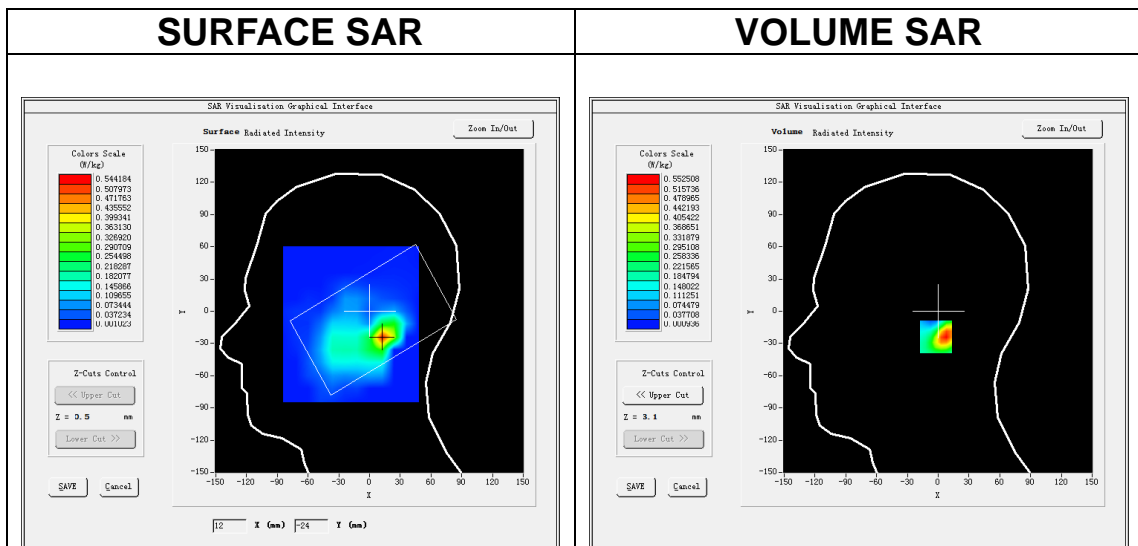 SURFACE SAR
VOLUME SAR
SAR Visualisation Graphical Interface
Surface Radiated Intensity
Zoom In/Out
Colors Scale
(W/kg)
0.544184
0.507973
0.471763
0.435552
0.399341
0.363130
0.326920
0.290709
0.254498
0.218287
0.182077
0.145866
0.109655
0.073444
0.037234
0.001023
150
120
90
60
30
0
-30
-60
-90
-120
-150
Y
-150 -120 -90 -60 -30 0 30 60 90 120 150
X
Z-Cuts Control
<< Upper Cut
Z = 0.5 mm
Lower Cut >>
SAVE Cancel
12 X (mm) -24 Y (mm)
SAR Visualisation Graphical Interface
Volume Radiated Intensity
Zoom In/Out
Colors Scale
(W/kg)
0.552508
0.515736
0.478965
0.442193
0.405422
0.368651
0.331879
0.295108
0.258336
0.221565
0.184794
0.148022
0.111251
0.074479
0.037708
0.000936
150
120
90
60
30
0
-30
-60
-90
-120
-150
Y
-150 -120 -90 -60 -30 0 30 60 90 120 150
X
Z-Cuts Control
<< Upper Cut
Z = 3.1 mm
Lower Cut >>
SAVE Cancel